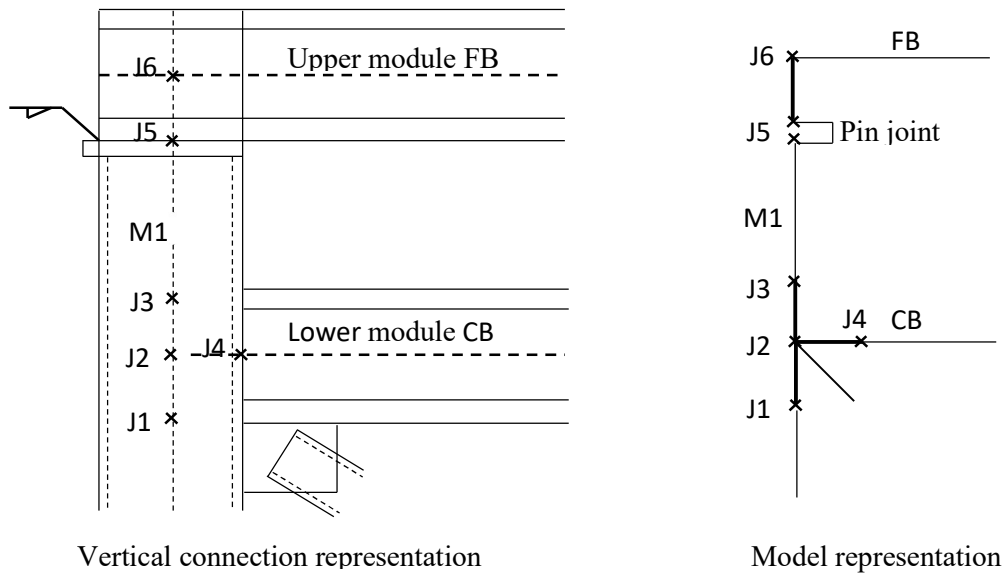 J6
Upper module FB
J5
M1
J3
J2
J4
Lower module CB
J1
Vertical connection representation
J6
FB
J5
Pin joint
M1
J3
J4
CB
J2
J1
Model representation